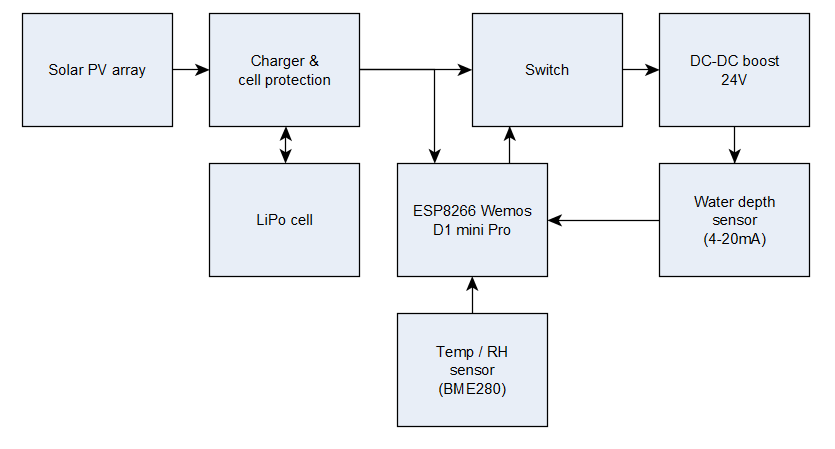 Solar PV array
Charger &
cell protection
Switch
DC-DC boost
24V
LiPo cell
ESP8266 Wemos
D1 mini Pro
Water depth
sensor
(4-20mA)
Temp / RH
sensor
(BME280)